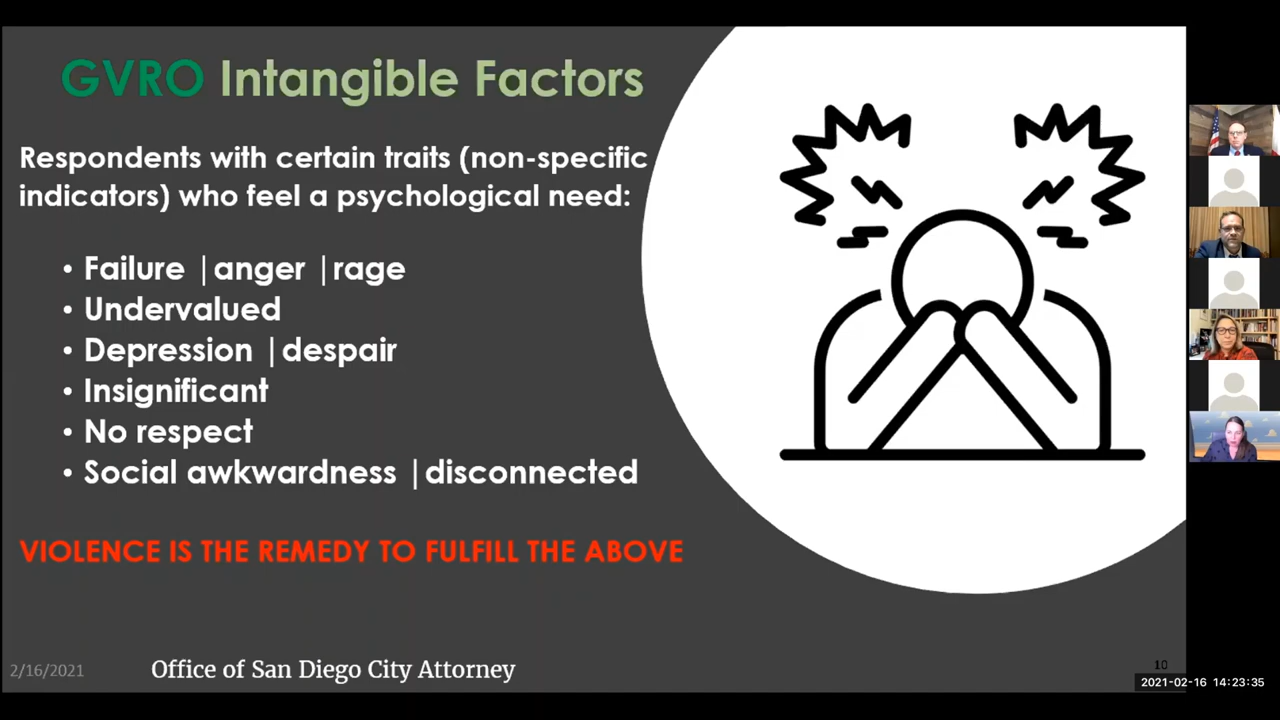 GVRO Intangible Factors
Respondents with certain traits (non-specific
indicators) who feel a psychological need:
• Failure |anger |rage
• Undervalued
• Depression |despair
• Insignificant
• No respect
• Social awkwardness |disconnected
VIOLENCE IS THE REMEDY TO FULFILL THE ABOVE
2/16/2021
Office of San Diego City Attorney
10
2021-02-16 14:23:35